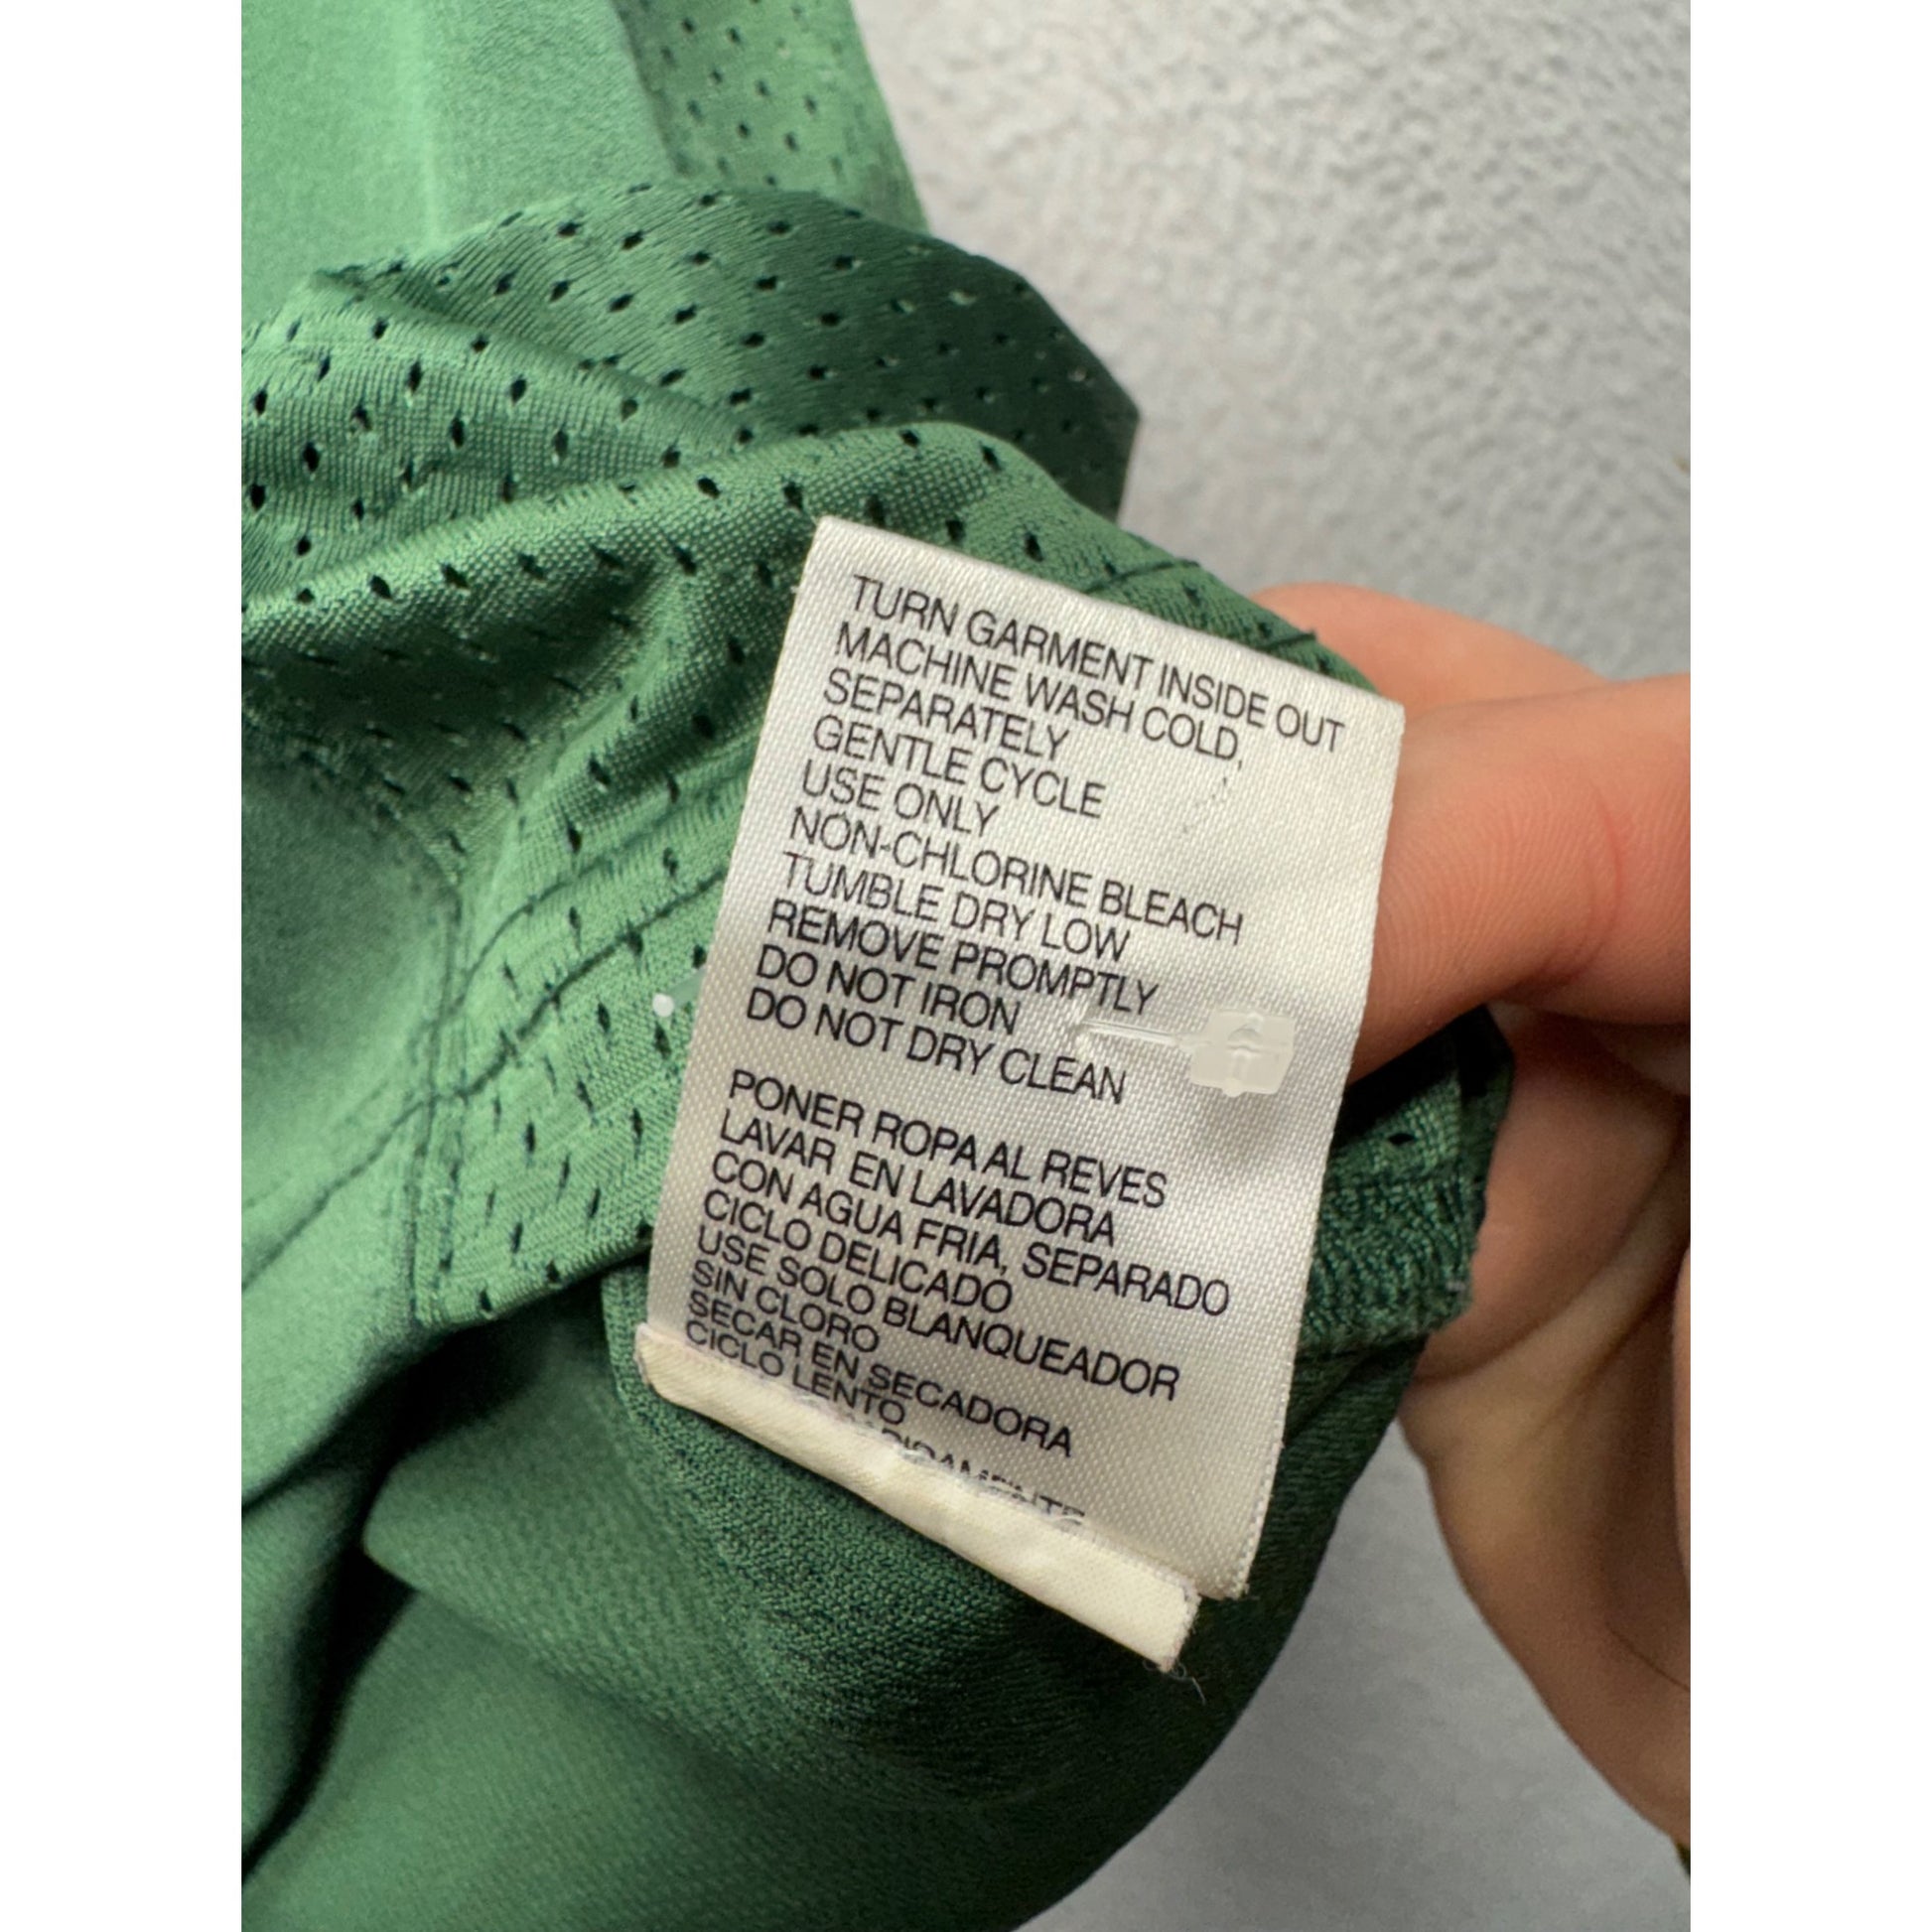 TURN GARMENT INSIDE OUT
MACHINE WASH COLD,
SEPARATELY
GENTLE CYCLE
USE ONLY
NON-CHLORINE BLEACH
TUMBLE DRY LOW
REMOVE PROMPTLY
DO NOT IRON
DO NOT DRY CLEAN
PONER ROPA AL REVES
LAVAR EN LAVADORA
CON AGUA FRIA, SEPARADO
CICLO DELICADO
USE SOLO BLANQUEADOR
SIN CLORO
SECAR EN SECADORA
CICLO LENTO